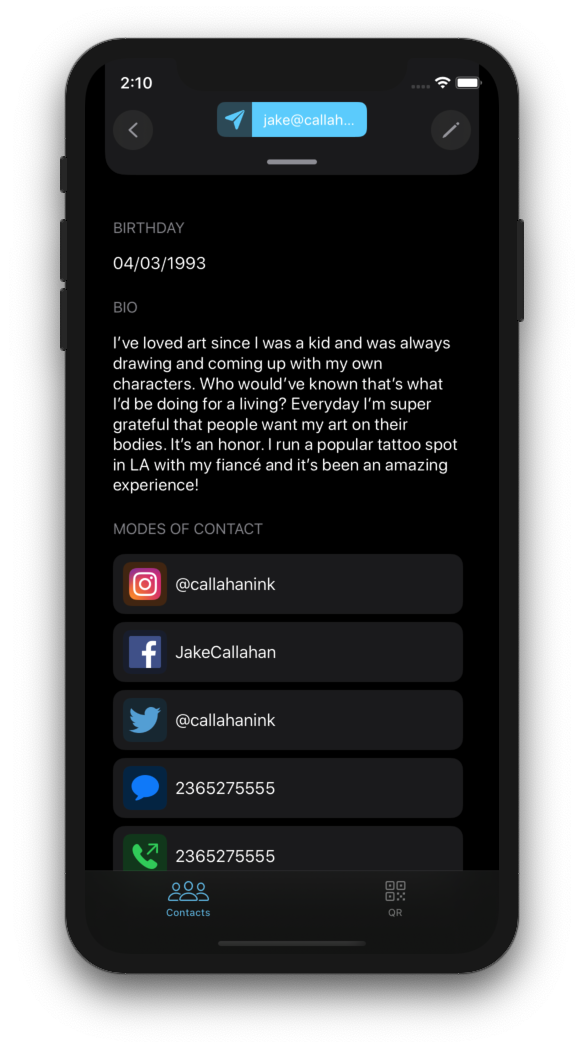 2:10
jake@callah...
BIRTHDAY
04/03/1993
BIO
I've loved art since I was a kid and was always
drawing and coming up with my own
characters. Who would've known that's what
I'd be doing for a living? Everyday I'm super
grateful that people want my art on their
bodies. It's an honor. I run a popular tattoo spot
in LA with my fiancé and it's been an amazing
experience!
MODES OF CONTACT
@callahanink
JakeCallahan
@callahanink
2365275555
2365275555
Contacts
QR